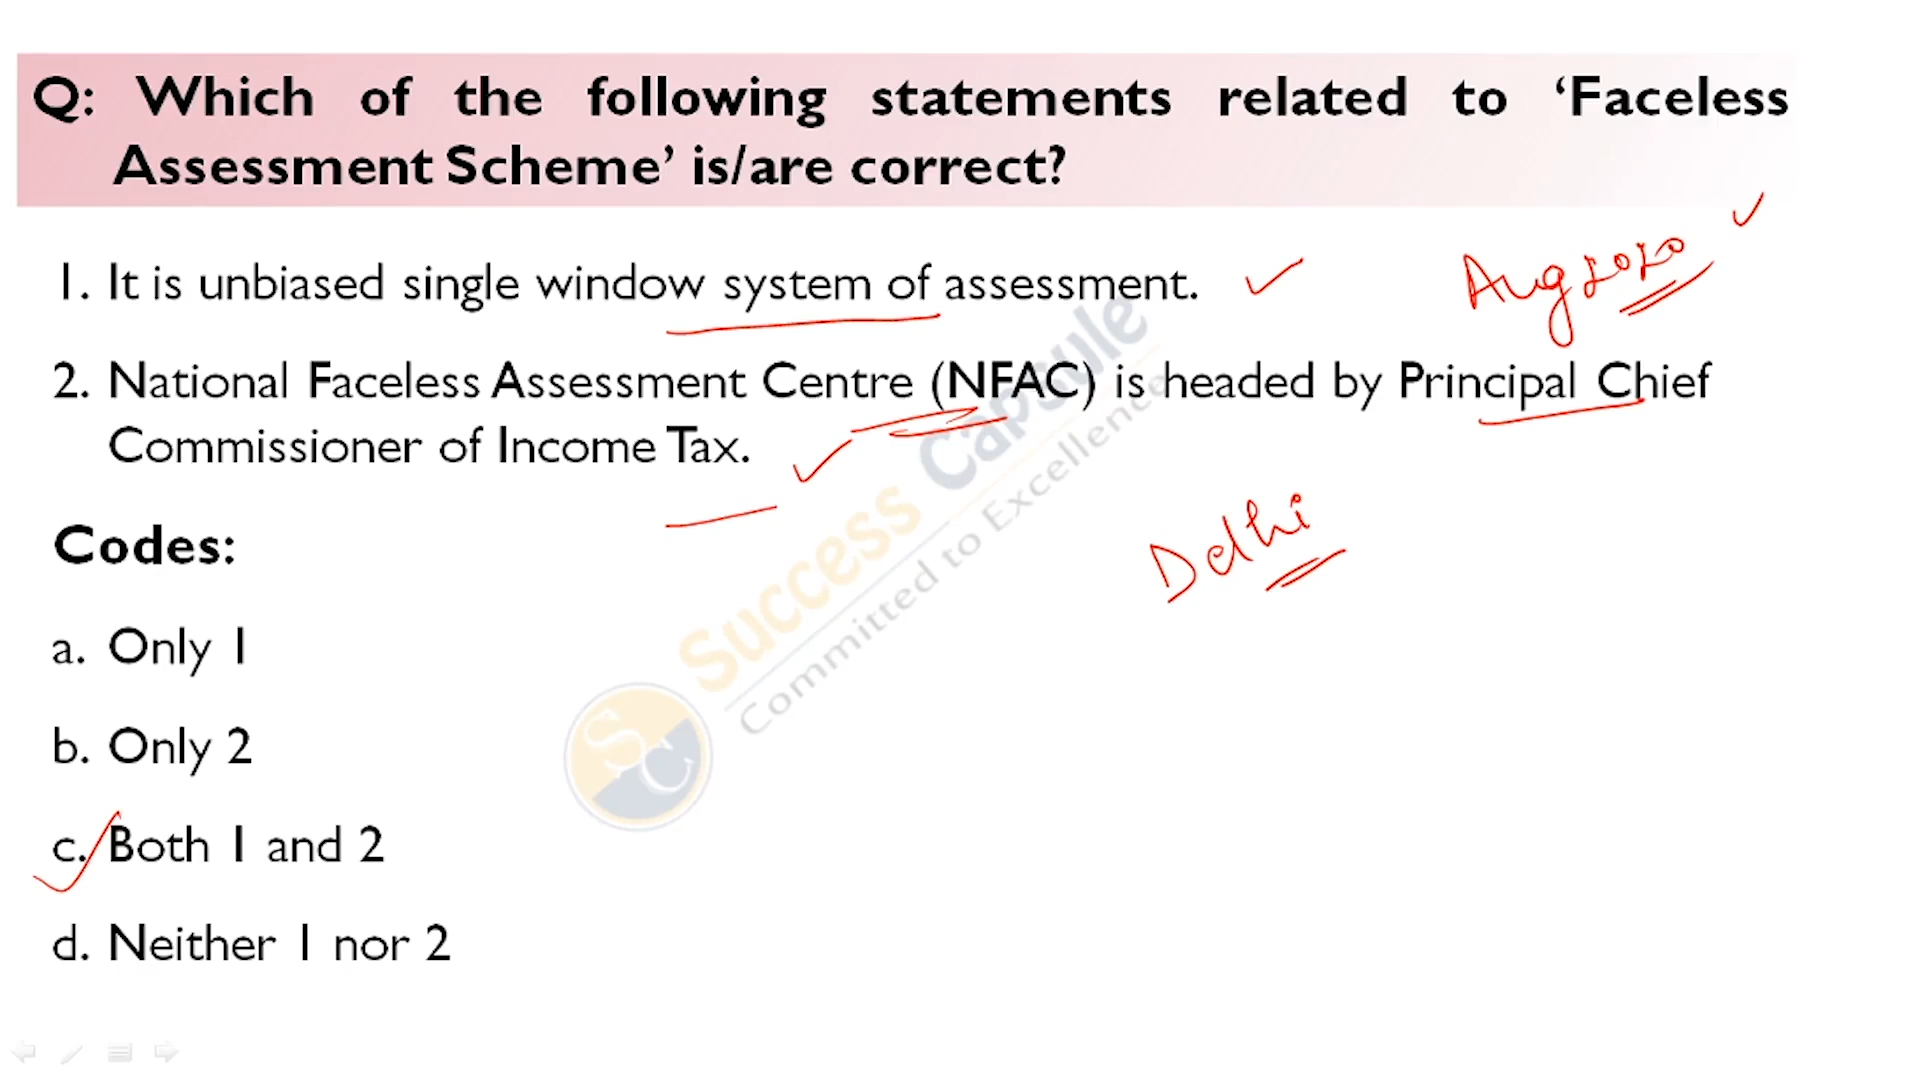 Q: Which of the following statements related to ‘Faceless
Assessment Scheme’ is/are correct?
1. It is unbiased single window system of assessment.
Aug 2020
2. National Faceless Assessment Centre (NFAC) is headed by Principal Chief
Commissioner of Income Tax.
Delhi
Codes:
a. Only 1
b. Only 2
c. Both 1 and 2
d. Neither 1 nor 2
Success Capsule
Committed to Excellence
SC